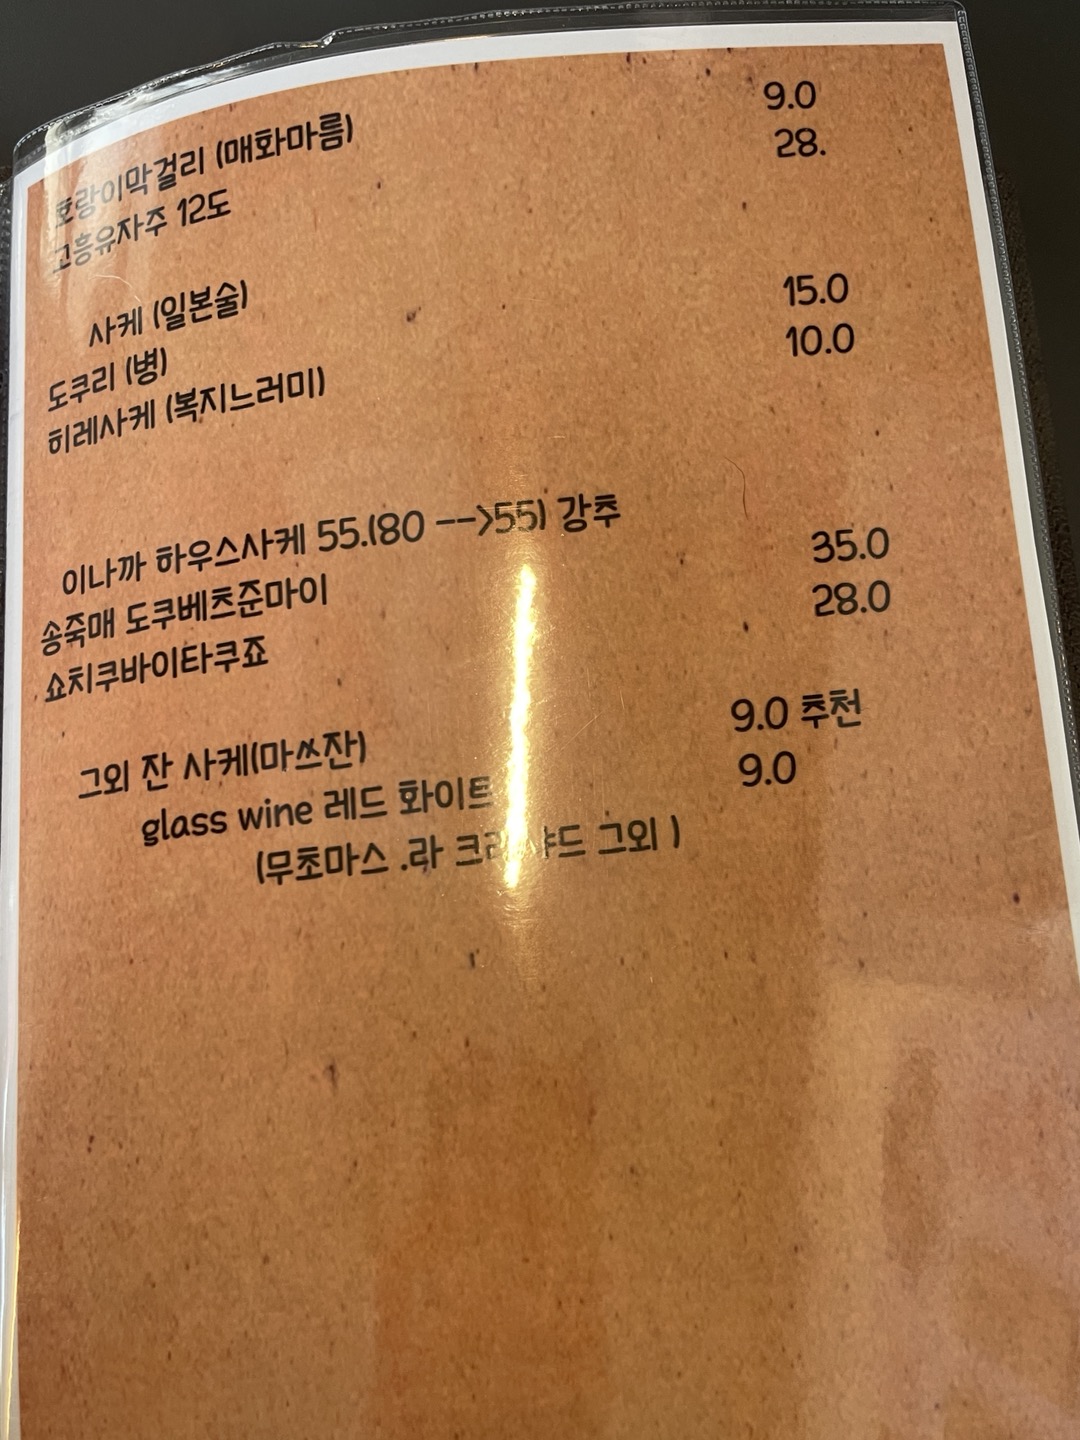 호랑이막걸리 (매화마름) 9.0
고흥유자주 12도 28.
사케 (일본술)
도쿠리 (병) 15.0
히레사케 (복지느러미) 10.0
이나까 하우스사케 55.(80 -->55) 강추
송죽매 도쿠베츠준마이 35.0
쇼치쿠바이타쿠죠 28.0
그외 잔 사케(마쓰잔) 9.0 추천
glass wine 레드 화이트 9.0
(무초마스 .라 그외 )